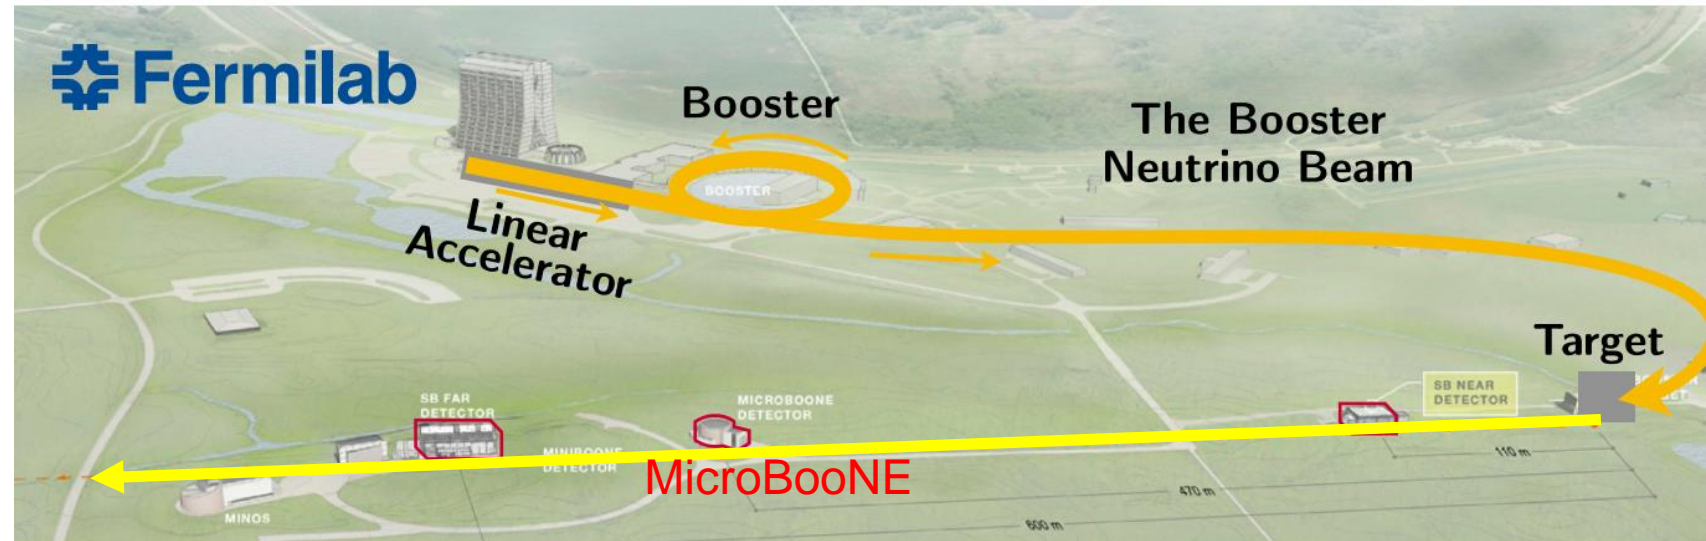 Fermilab
Booster
The Booster
Neutrino Beam
BOOSTER
Linear
Accelerator
Target
SB NEAR
DETECTOR
SB FAR
DETECTOR
MICROBOONE
DETECTOR
MINIBOONE
DETECTOR
110 m
MicroBooNE
470 m
MINOS
600 m